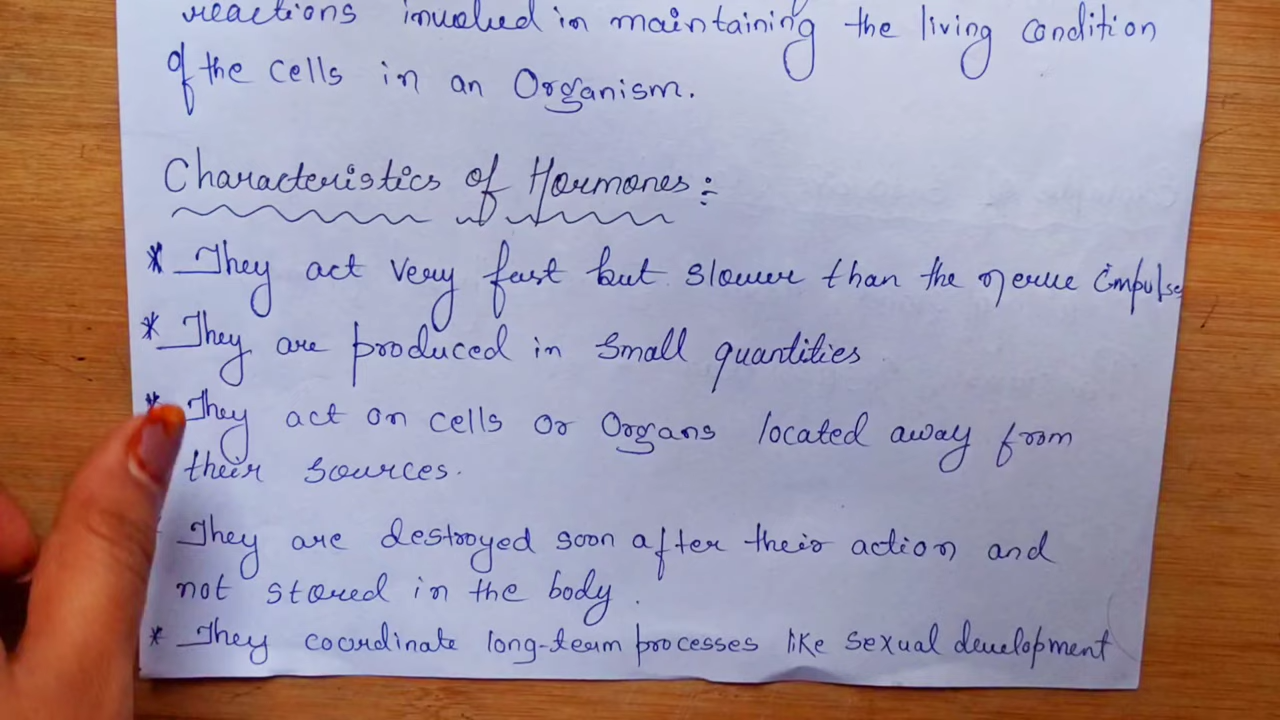 reactions involved in maintaining the living condition
of the cells in an Organism.
Characteristics of Hormones:
* They act very fast but slower than the nerve impulse
* They are produced in small quantities
* They act on cells or Organs located away from
their sources.
They are destroyed soon after their action and
not stored in the body.
* They coordinate long-term processes like sexual development